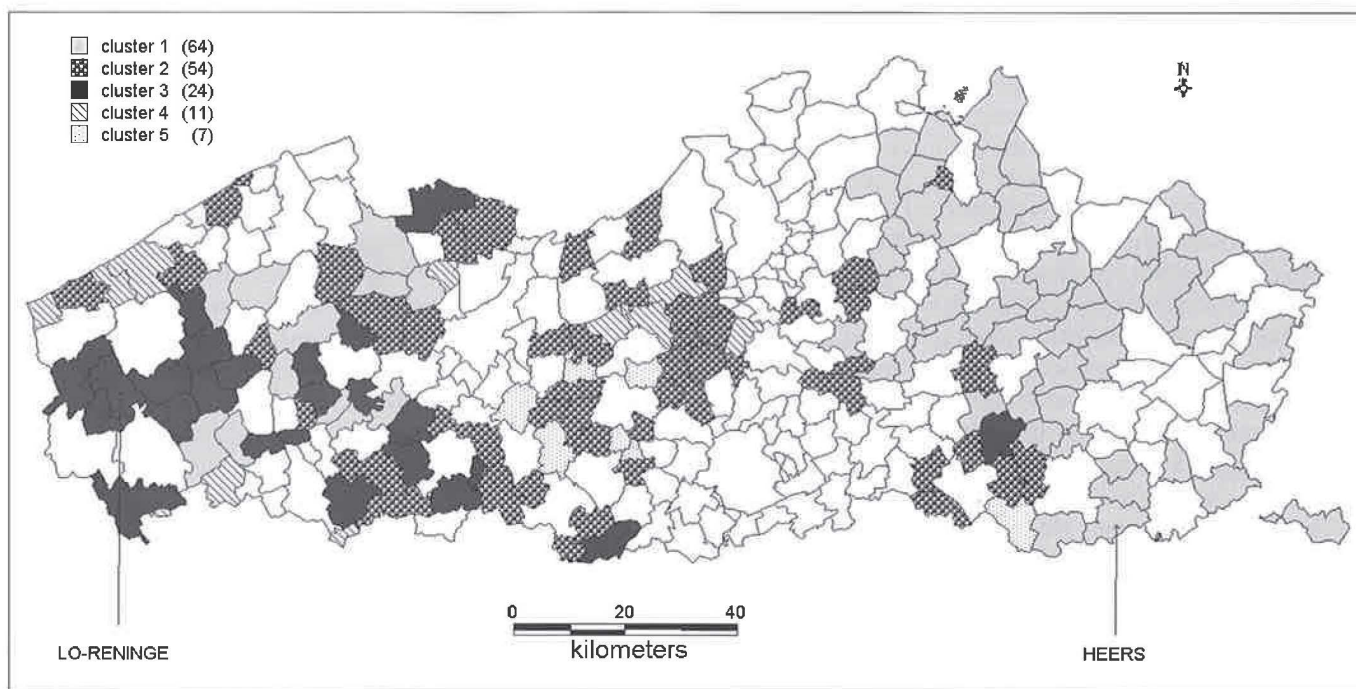 cluster 1 (64)
cluster 2 (54)
cluster 3 (24)
cluster 4 (11)
cluster 5 (7)
N
0 20 40
kilometers
LO-RENINGE
HEERS